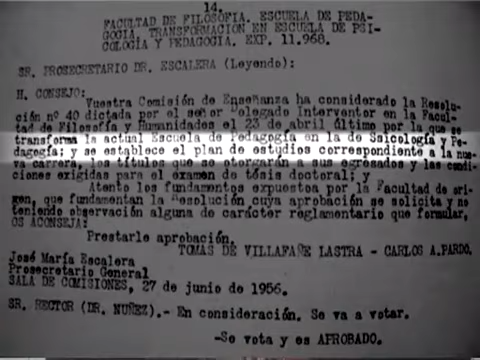 14.
FACULTAD DE FILOSOFIA. ESCUELA DE PEDA-
GOGIA. TRANSFORMACION EN ESCUELA DE PSI-
COLOGÍA Y PEDAGOGIA. EXP. 11.968.
SR. PROSECRETARIO DR. ESCALERA (Leyendo):
H. CONSEJO:
Vuestra Comisión de Enseñanza ha considerado la Resolu-
ción nº 40 dictada por el señor Delegado Interventor en la Facul-
tad de Filosofía y Humanidades el 23 de abril último por la que se
transforma la actual Escuela de Pedagogía en la de Ssicología y Pe-
dagogía; y se establece el plan de estudios correspondiente a la nue-
va carrera, los títulos que se otorgarán a sus egresados y las condi-
ciones exigidas para el examen de tésis doctoral; y
Atento los fundamentos expuestos por la Facultad de ori-
gen, que fundamentan la Resolución cuya aprobación se solicita y no
teniendo observación alguna de carácter reglamentario que formular,
OS ACONSEJA:
Prestarle aprobación.
TOMAS DE VILLAFAÑE LASTRA - CARLOS A.PARDO.
José María Escalera
Prosecretario General
SALA DE COMISIONES, 27 de junio de 1956.
SR. RECTOR (DR. NUÑEZ).- En consideración. Se va a votar.
-Se vota y es APROBADO.